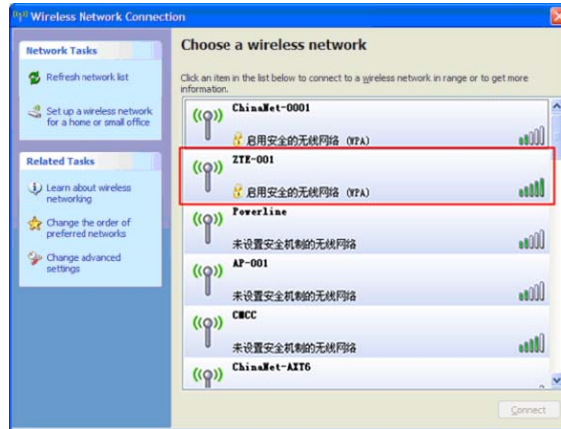 Wireless Network Connection
Network Tasks
Refresh network list
Set up a wireless network
for a home or small office
Related Tasks
Learn about wireless
networking
Change the order of
preferred networks
Change advanced
settings
Choose a wireless network
Click an item in the list below to connect to a wireless network in range or to get more
information.
ChinaNet-0001
启用安全的无线网络 (WPA)
ZTE-001
启用安全的无线网络 (WPA)
Powerline
未设置安全机制的无线网络
AP-001
未设置安全机制的无线网络
CMCC
未设置安全机制的无线网络
ChinaNet-AXT6
Connect